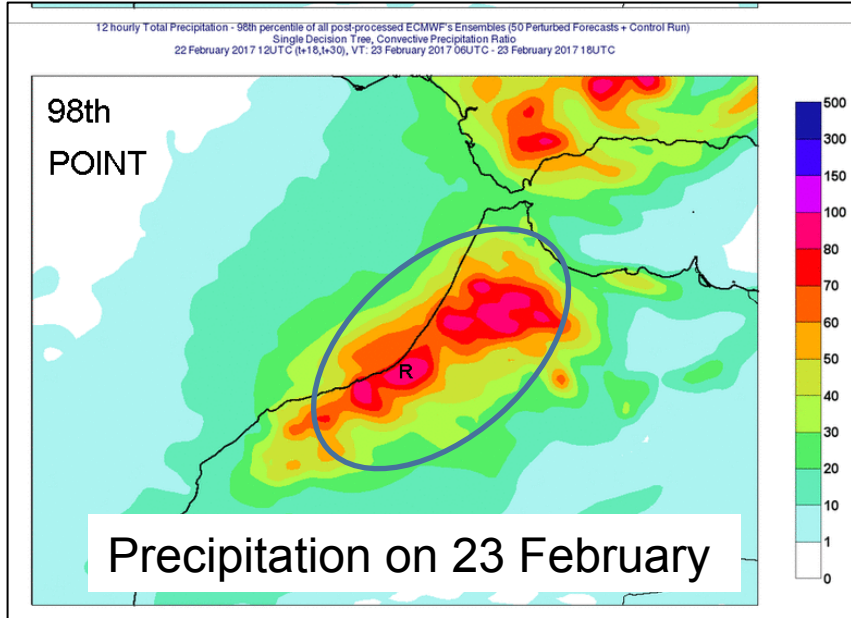 12 hourly Total Precipitation - 98th percentile of all post-processed ECMWF's Ensembles (50 Perturbed Forecasts + Control Run)
Single Decision Tree, Convective Precipitation Ratio
22 February 2017 12UTC (t+18,t+30), VT: 23 February 2017 06UTC - 23 February 2017 18UTC
98th
POINT
500
300
150
100
80
70
60
50
40
30
20
10
1
0
R
Precipitation on 23 February